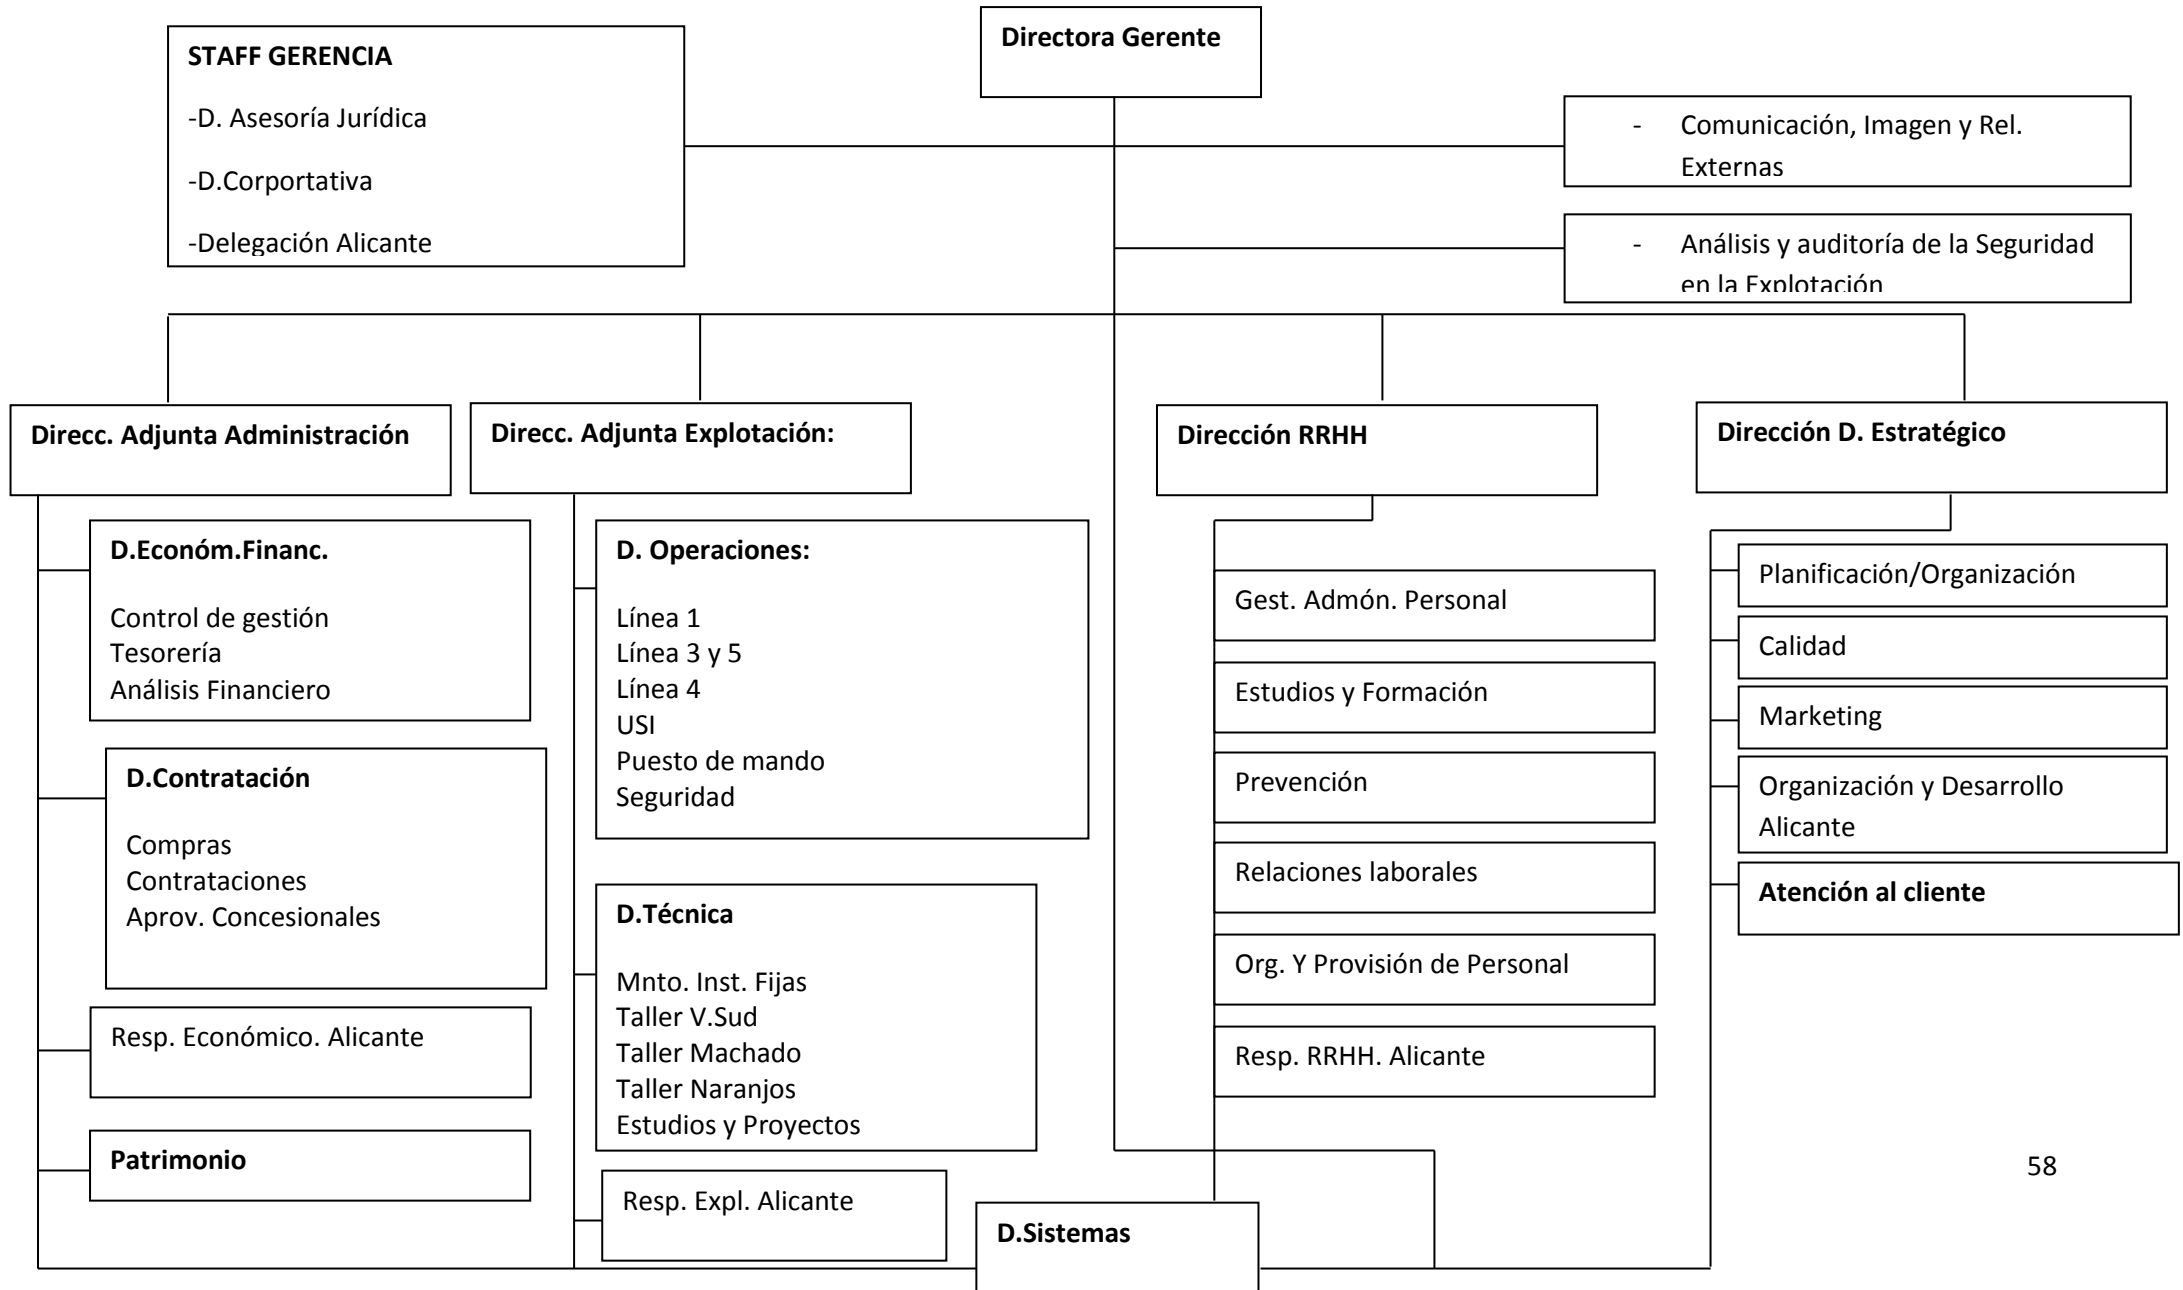 Directora Gerente
STAFF GERENCIA
-D. Asesoría Jurídica
-D.Corportativa
-Delegación Alicante
- Comunicación, Imagen y Rel.
Externas
- Análisis y auditoría de la Seguridad
en la Explotación
Direcc. Adjunta Administración
Direcc. Adjunta Explotación:
Dirección RRHH
Dirección D. Estratégico
D.Económ.Financ.
Control de gestión
Tesorería
Análisis Financiero
D.Contratación
Compras
Contrataciones
Aprov. Concesionales
Resp. Económico. Alicante
Patrimonio
D. Operaciones:
Línea 1
Línea 3 y 5
Línea 4
USI
Puesto de mando
Seguridad
D.Técnica
Mnto. Inst. Fijas
Taller V.Sud
Taller Machado
Taller Naranjos
Estudios y Proyectos
Resp. Expl. Alicante
Gest. Admón. Personal
Estudios y Formación
Prevención
Relaciones laborales
Org. Y Provisión de Personal
Resp. RRHH. Alicante
Planificación/Organización
Calidad
Marketing
Organización y Desarrollo
Alicante
Atención al cliente
D.Sistemas
58